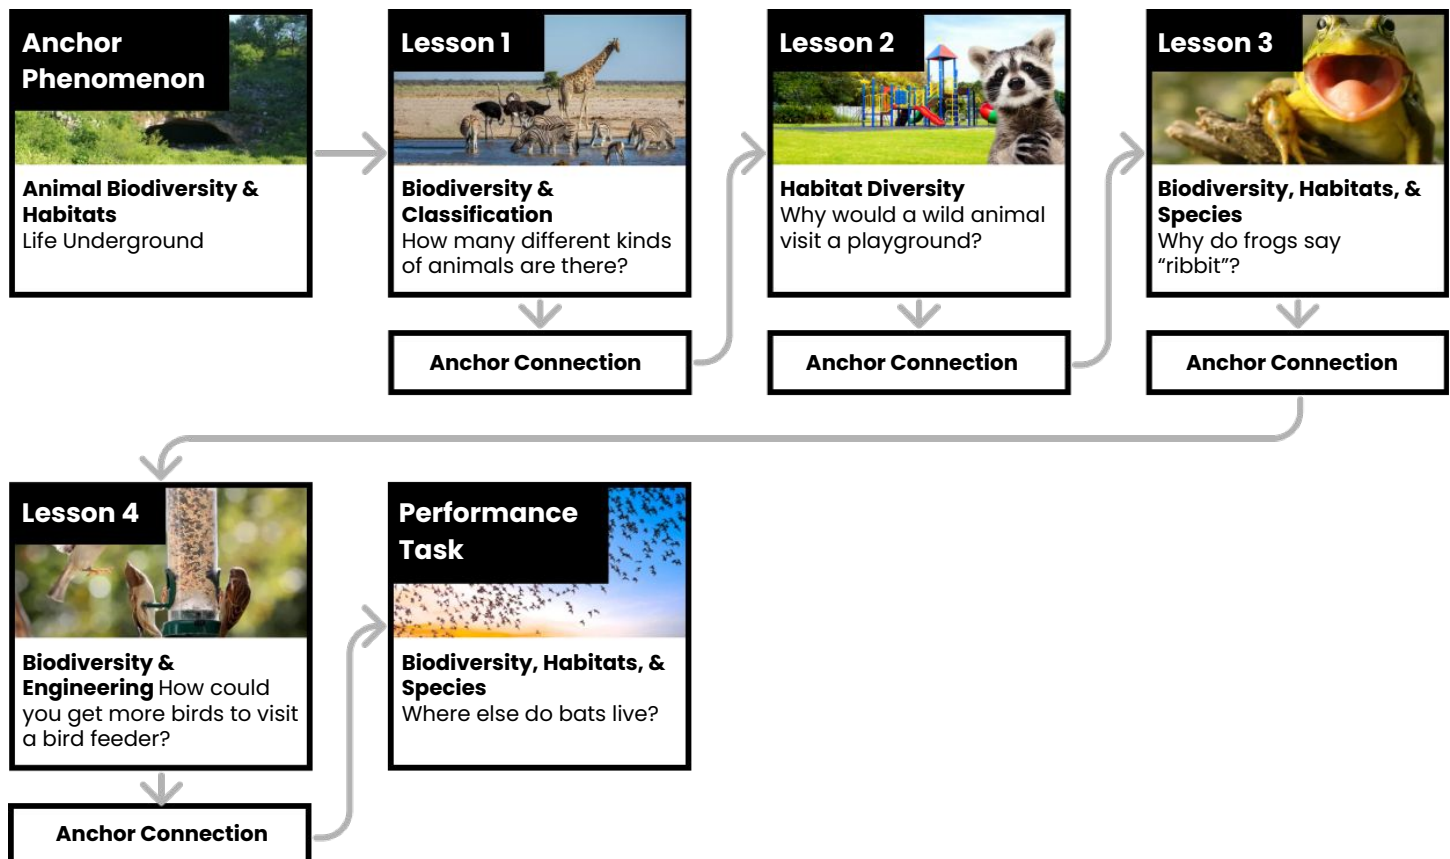 Anchor
Phenomenon
Animal Biodiversity &
Habitats
Life Underground
Lesson 1
Biodiversity &
Classification
How many different kinds
of animals are there?
Anchor Connection
Lesson 2
Habitat Diversity
Why would a wild animal
visit a playground?
Anchor Connection
Lesson 3
Biodiversity, Habitats, &
Species
Why do frogs say
“ribbit”?
Anchor Connection
Lesson 4
Biodiversity &
Engineering How could
you get more birds to visit
a bird feeder?
Anchor Connection
Performance
Task
Biodiversity, Habitats, &
Species
Where else do bats live?